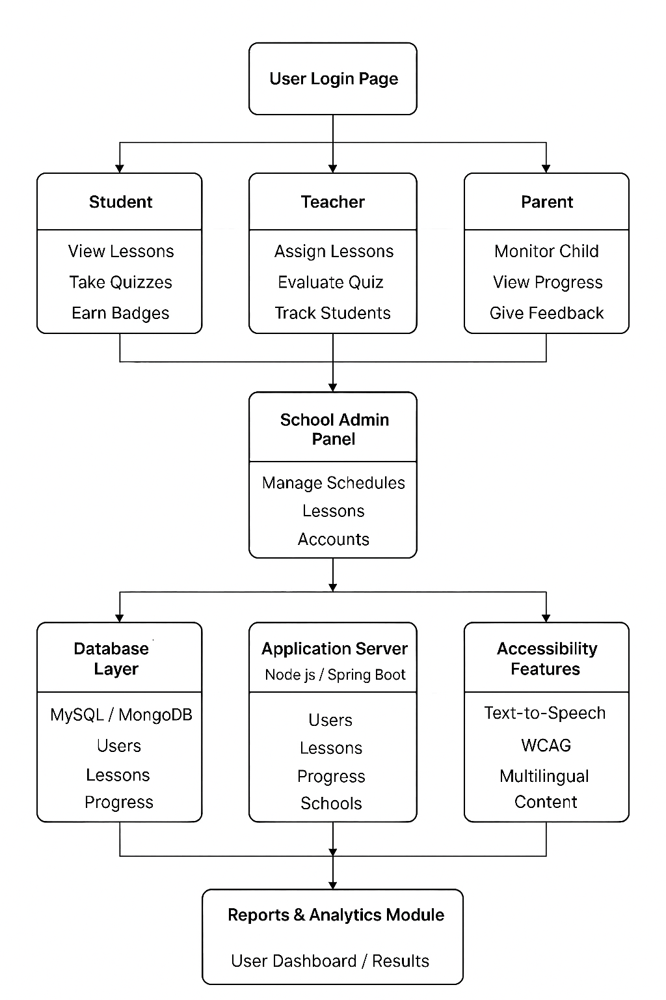 User Login Page
Student
View Lessons
Take Quizzes
Earn Badges
Teacher
Assign Lessons
Evaluate Quiz
Track Students
Parent
Monitor Child
View Progress
Give Feedback
School Admin
Panel
Manage Schedules
Lessons
Accounts
Database
Layer
MySQL / MongoDB
Users
Lessons
Progress
Application Server
Node js / Spring Boot
Users
Lessons
Progress
Schools
Accessibility
Features
Text-to-Speech
WCAG
Multilingual
Content
Reports & Analytics Module
User Dashboard / Results